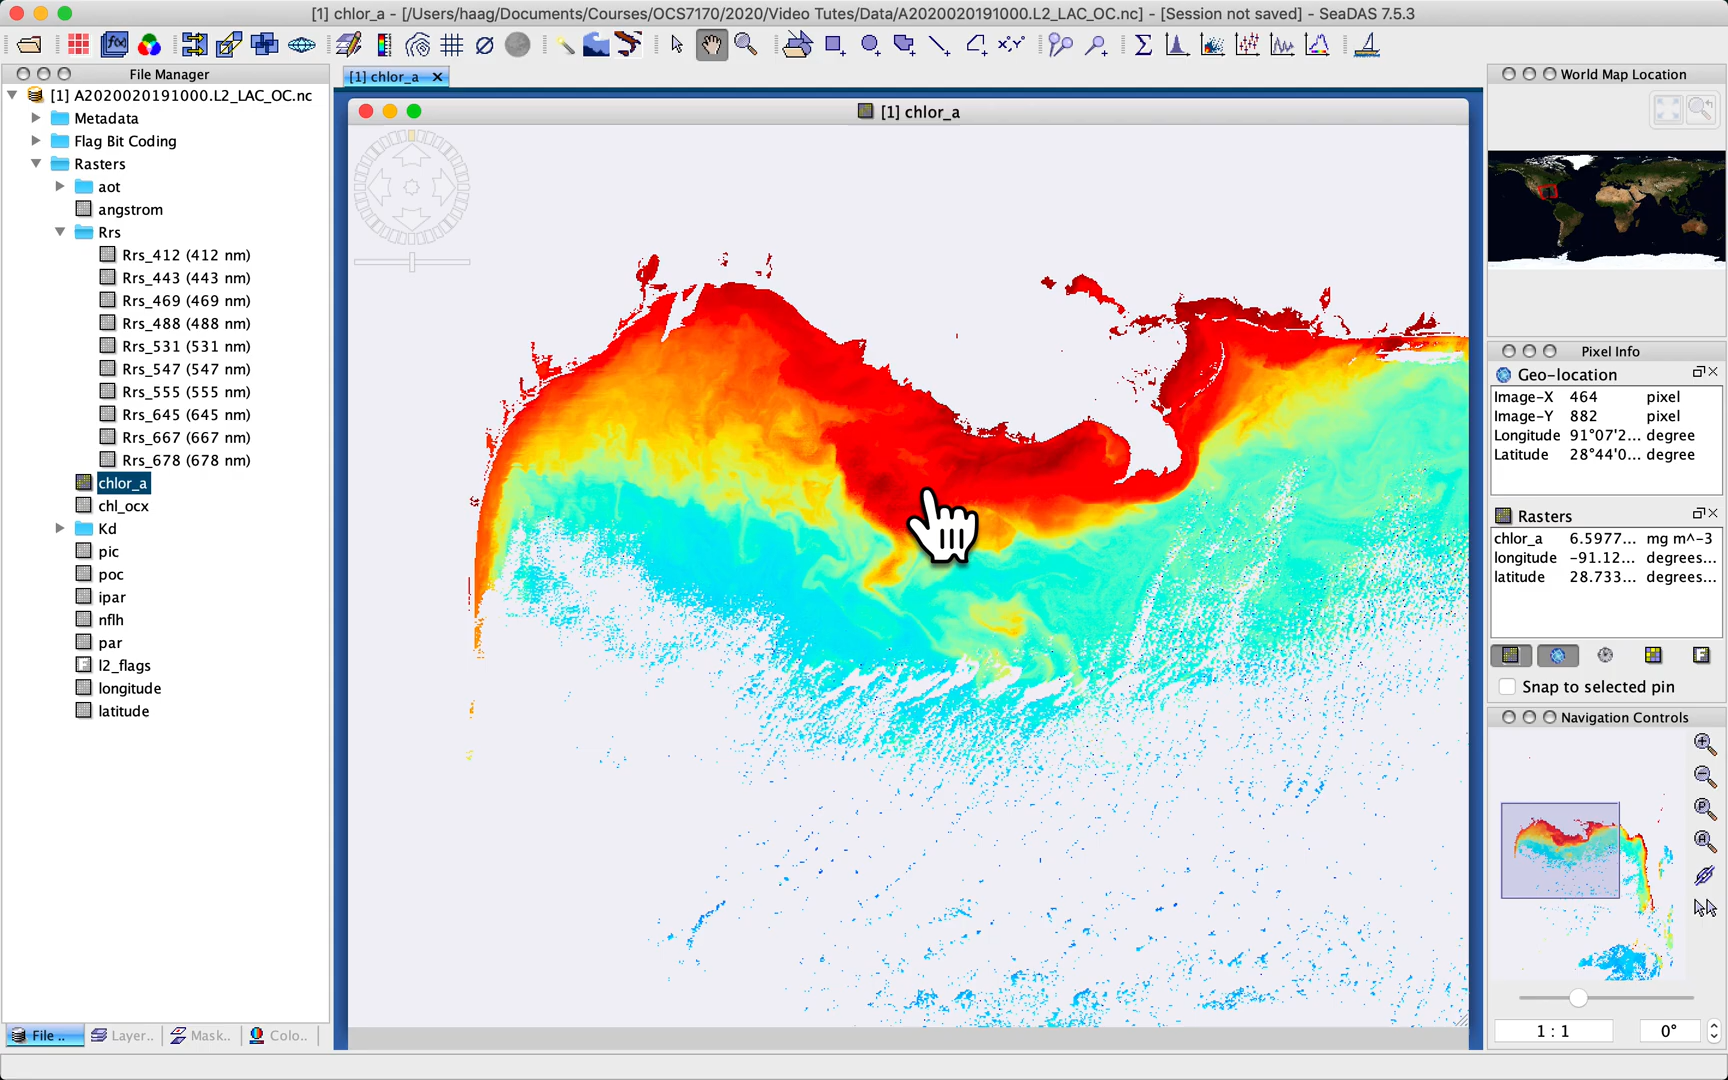 [1] chlor_a - [/Users/haag/Documents/Courses/OCS7170/2020/Video Tutes/Data/A2020020191000.L2_LAC_OC.nc] - [Session not saved] - SeaDAS 7.5.3
f(x)
Σ
File Manager
[1] A2020020191000.L2_LAC_OC.nc
Metadata
Flag Bit Coding
Rasters
aot
angstrom
Rrs
Rrs_412 (412 nm)
Rrs_443 (443 nm)
Rrs_469 (469 nm)
Rrs_488 (488 nm)
Rrs_531 (531 nm)
Rrs_547 (547 nm)
Rrs_555 (555 nm)
Rrs_645 (645 nm)
Rrs_667 (667 nm)
Rrs_678 (678 nm)
chlor_a
chl_ocx
Kd
pic
poc
ipar
nflh
par
l2_flags
longitude
latitude
File ..
Layer..
Mask..
Colo..
[1] chlor_a
[1] chlor_a
World Map Location
Pixel Info
Geo-location
Image-X 464 pixel
Image-Y 882 pixel
Longitude 91°07'2... degree
Latitude 28°44'0... degree
Rasters
chlor_a 6.5977... mg m^-3
longitude -91.12... degrees...
latitude 28.733... degrees...
Snap to selected pin
Navigation Controls
1 : 1
0°